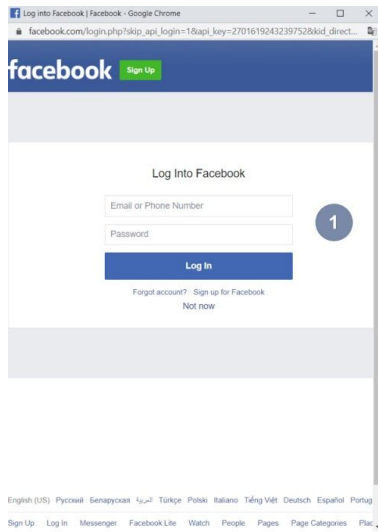 Log into Facebook | Facebook - Google Chrome
facebook.com/login.php?skip_api_login=1&api_key=2701619243239752&kid_direct...
facebook Sign Up
Log Into Facebook
Email or Phone Number
1
Password
Log In
Forgot account? · Sign up for Facebook
Not now
English (US) Русский Беларуская العربية Türkçe Polski Italiano Tiếng Việt Deutsch Español Portug
Sign Up Log In Messenger Facebook Lite Watch People Pages Page Categories Plac